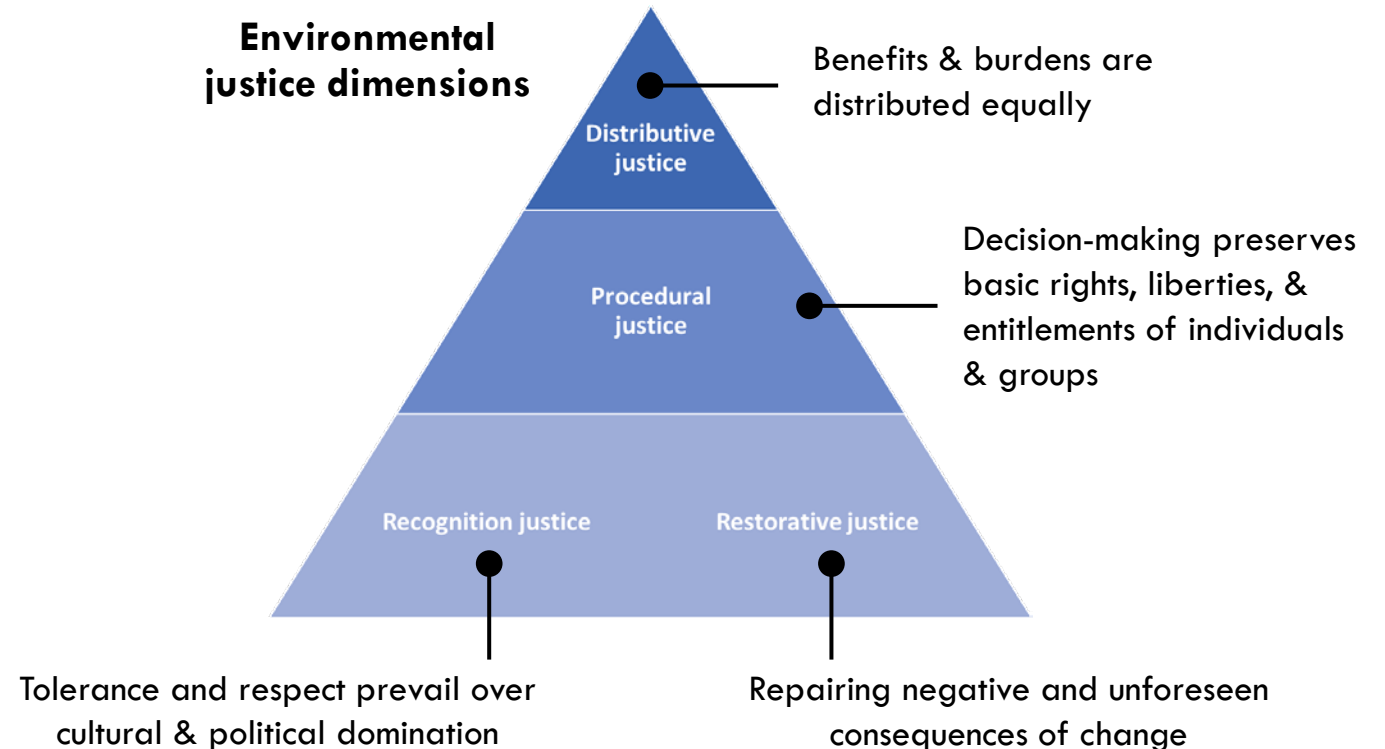 Environmental
justice dimensions
Benefits & burdens are
distributed equally
Distributive
justice
Decision-making preserves
basic rights, liberties, &
entitlements of individuals
& groups
Procedural
justice
Recognition justice
Restorative justice
Tolerance and respect prevail over
cultural & political domination
Repairing negative and unforeseen
consequences of change